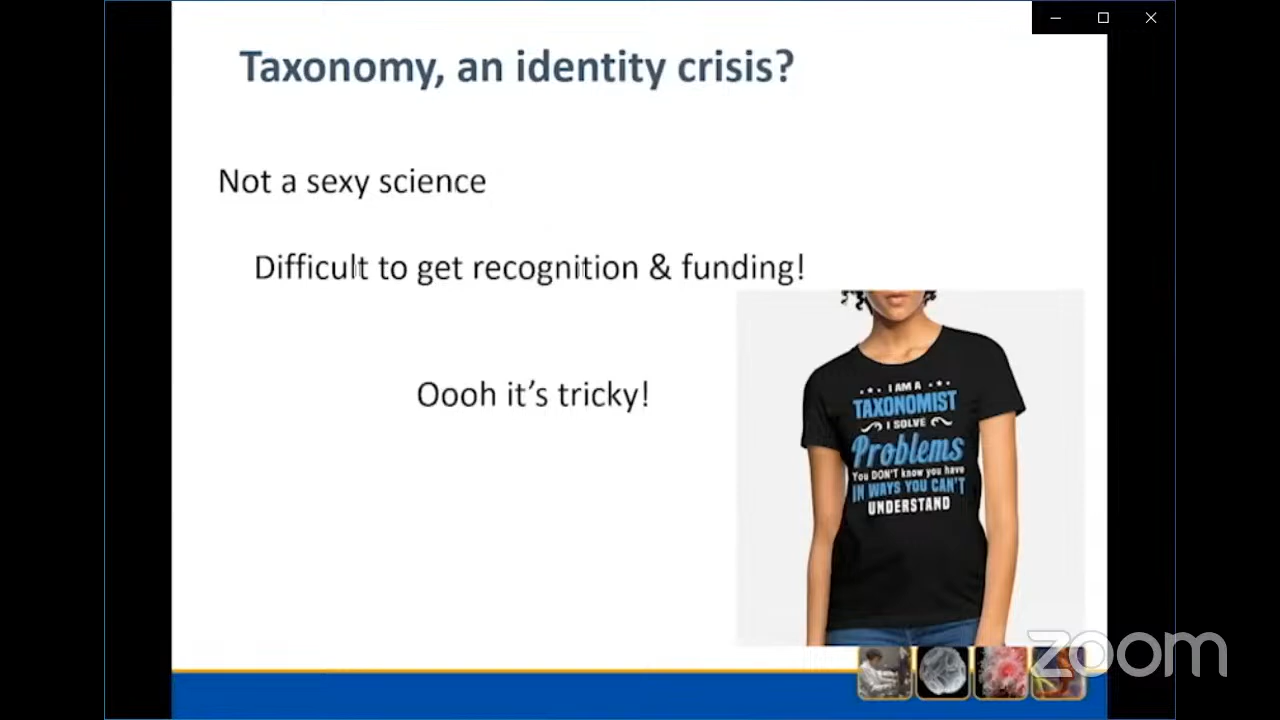 Taxonomy, an identity crisis?
Not a sexy science
Difficult to get recognition & funding!
Oooh it's tricky!
I AM A
TAXONOMIST
I SOLVE
Problems
You DON'T know you have
IN WAYS YOU CAN'T
UNDERSTAND
zoom